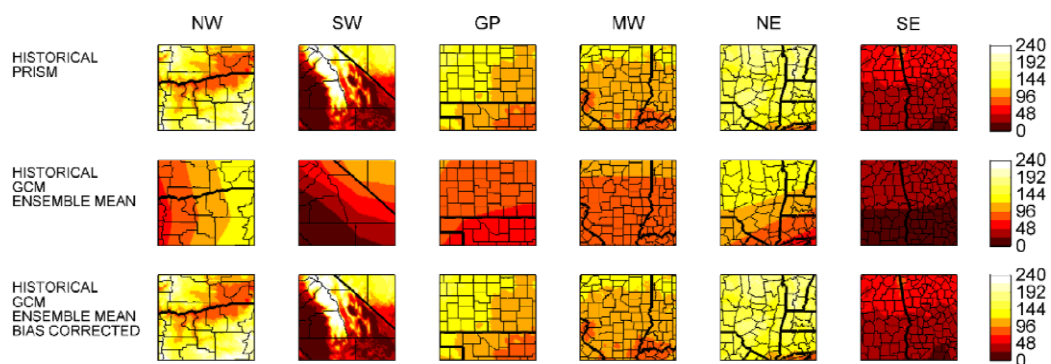 NW SW GP MW NE SE
HISTORICAL
PRISM
240
192
144
96
48
0
HISTORICAL
GCM
ENSEMBLE MEAN
240
192
144
96
48
0
HISTORICAL
GCM
ENSEMBLE MEAN
BIAS CORRECTED
240
192
144
96
48
0